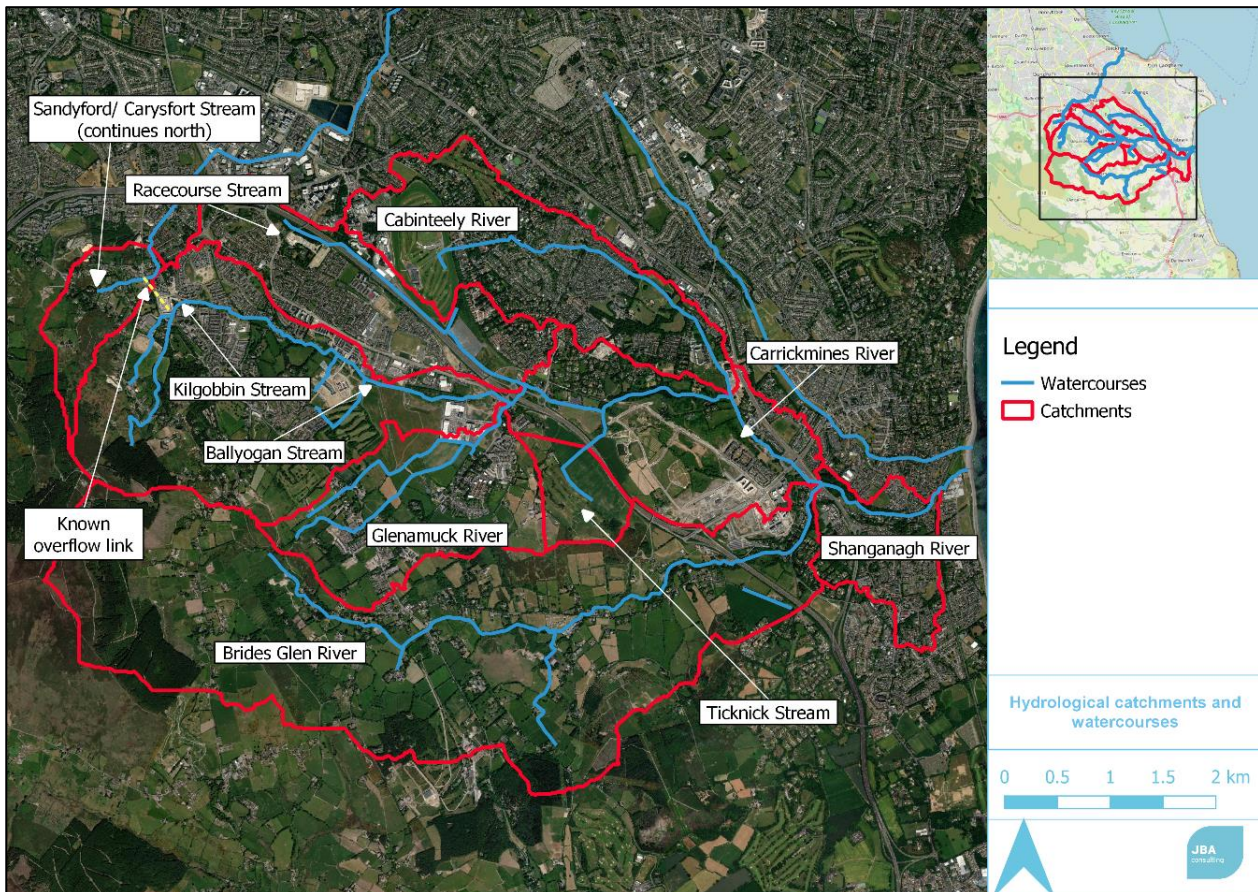 Sandyford/ Carysfort Stream
(continues north)
Racecourse Stream
Cabinteely River
Carrickmines River
Kilgobbin Stream
Ballyogan Stream
Known
overflow link
Glenamuck River
Shanganagh River
Brides Glen River
Ticknick Stream
Legend
Watercourses
Catchments
Hydrological catchments and
watercourses
0 0.5 1 1.5 2 km
JBA
consulting